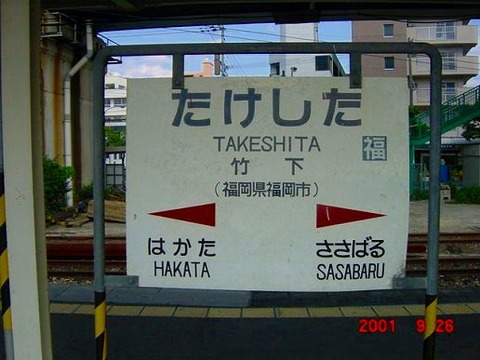 たけした
TAKESHITA
福
竹下
(福岡県福岡市)
はかた
HAKATA
ささばる
SASABARU
2001 9 26